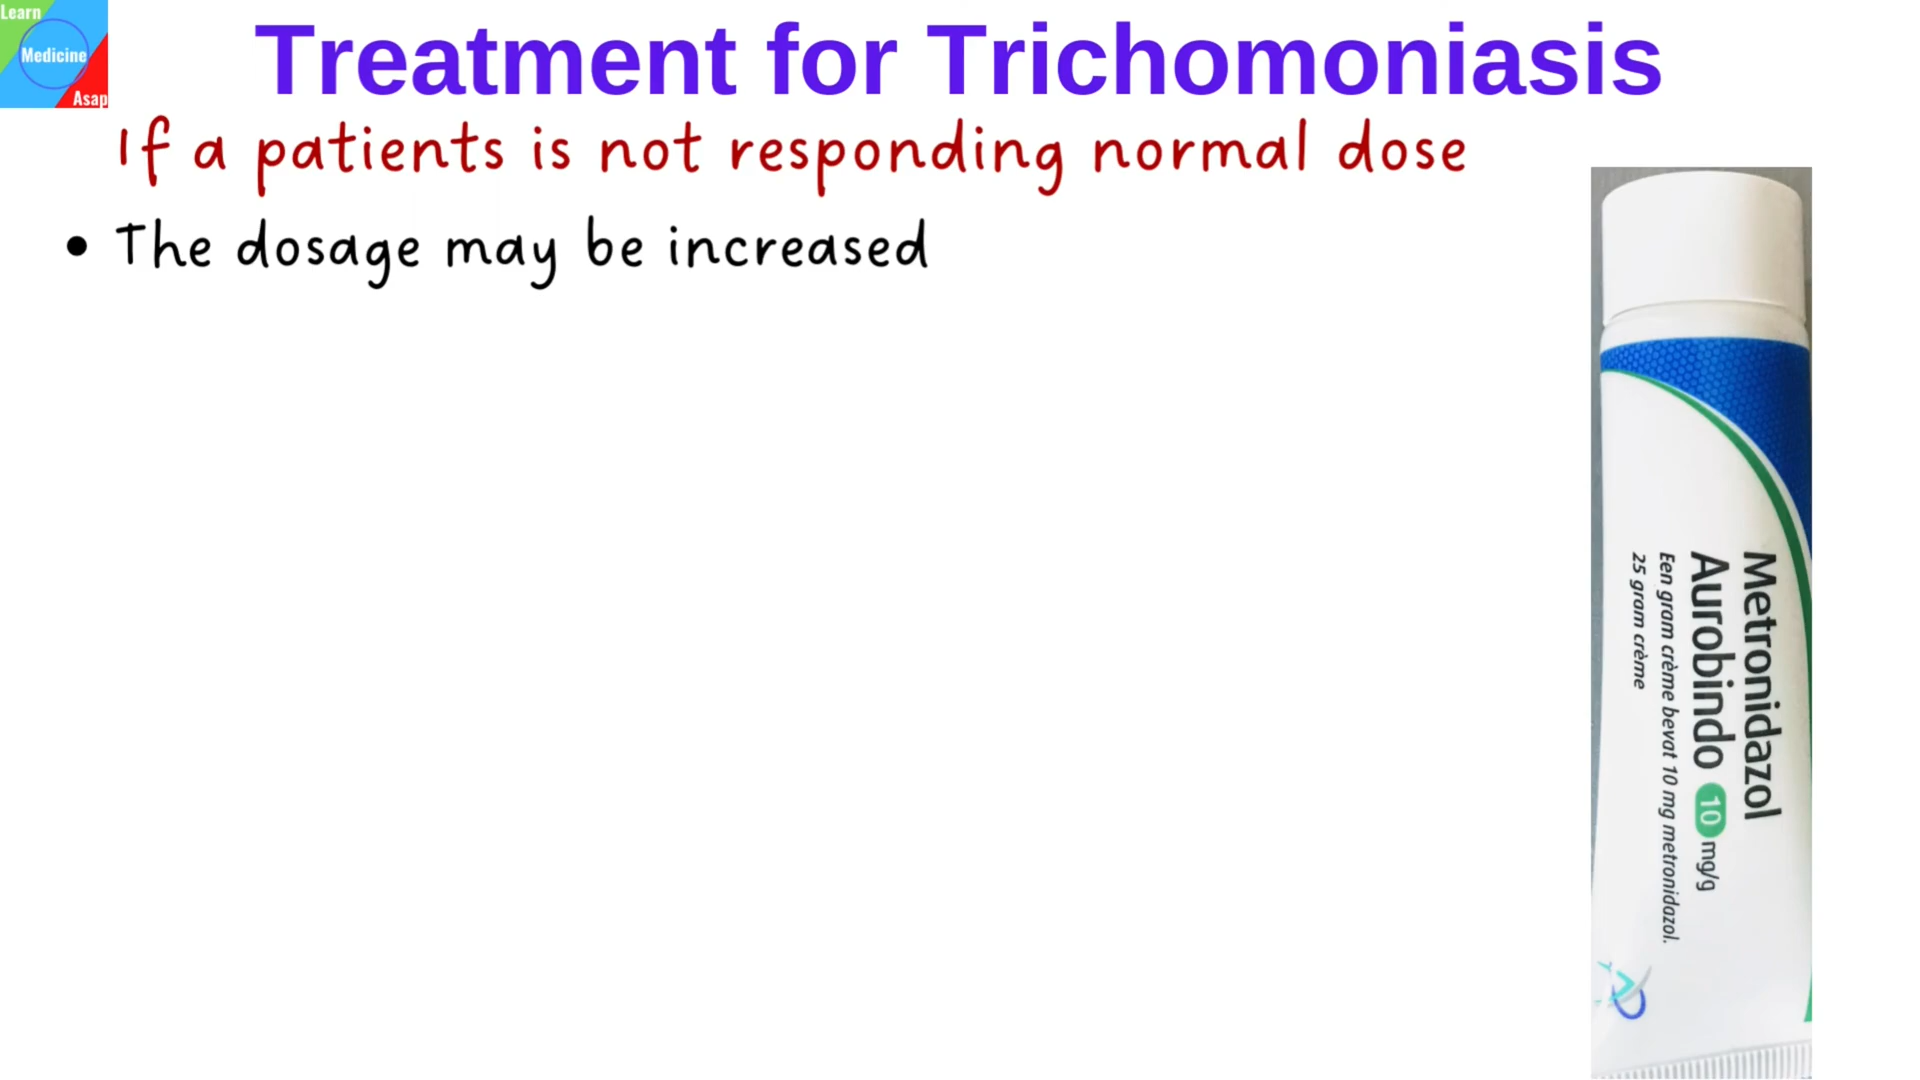 Learn
Medicine
Asap
Treatment for Trichomoniasis
If a patients is not responding normal dose
• The dosage may be increased
Metronidazol
Aurobindo 10 mg/g
Een gram crème bevat 10 mg metronidazol.
25 gram crème